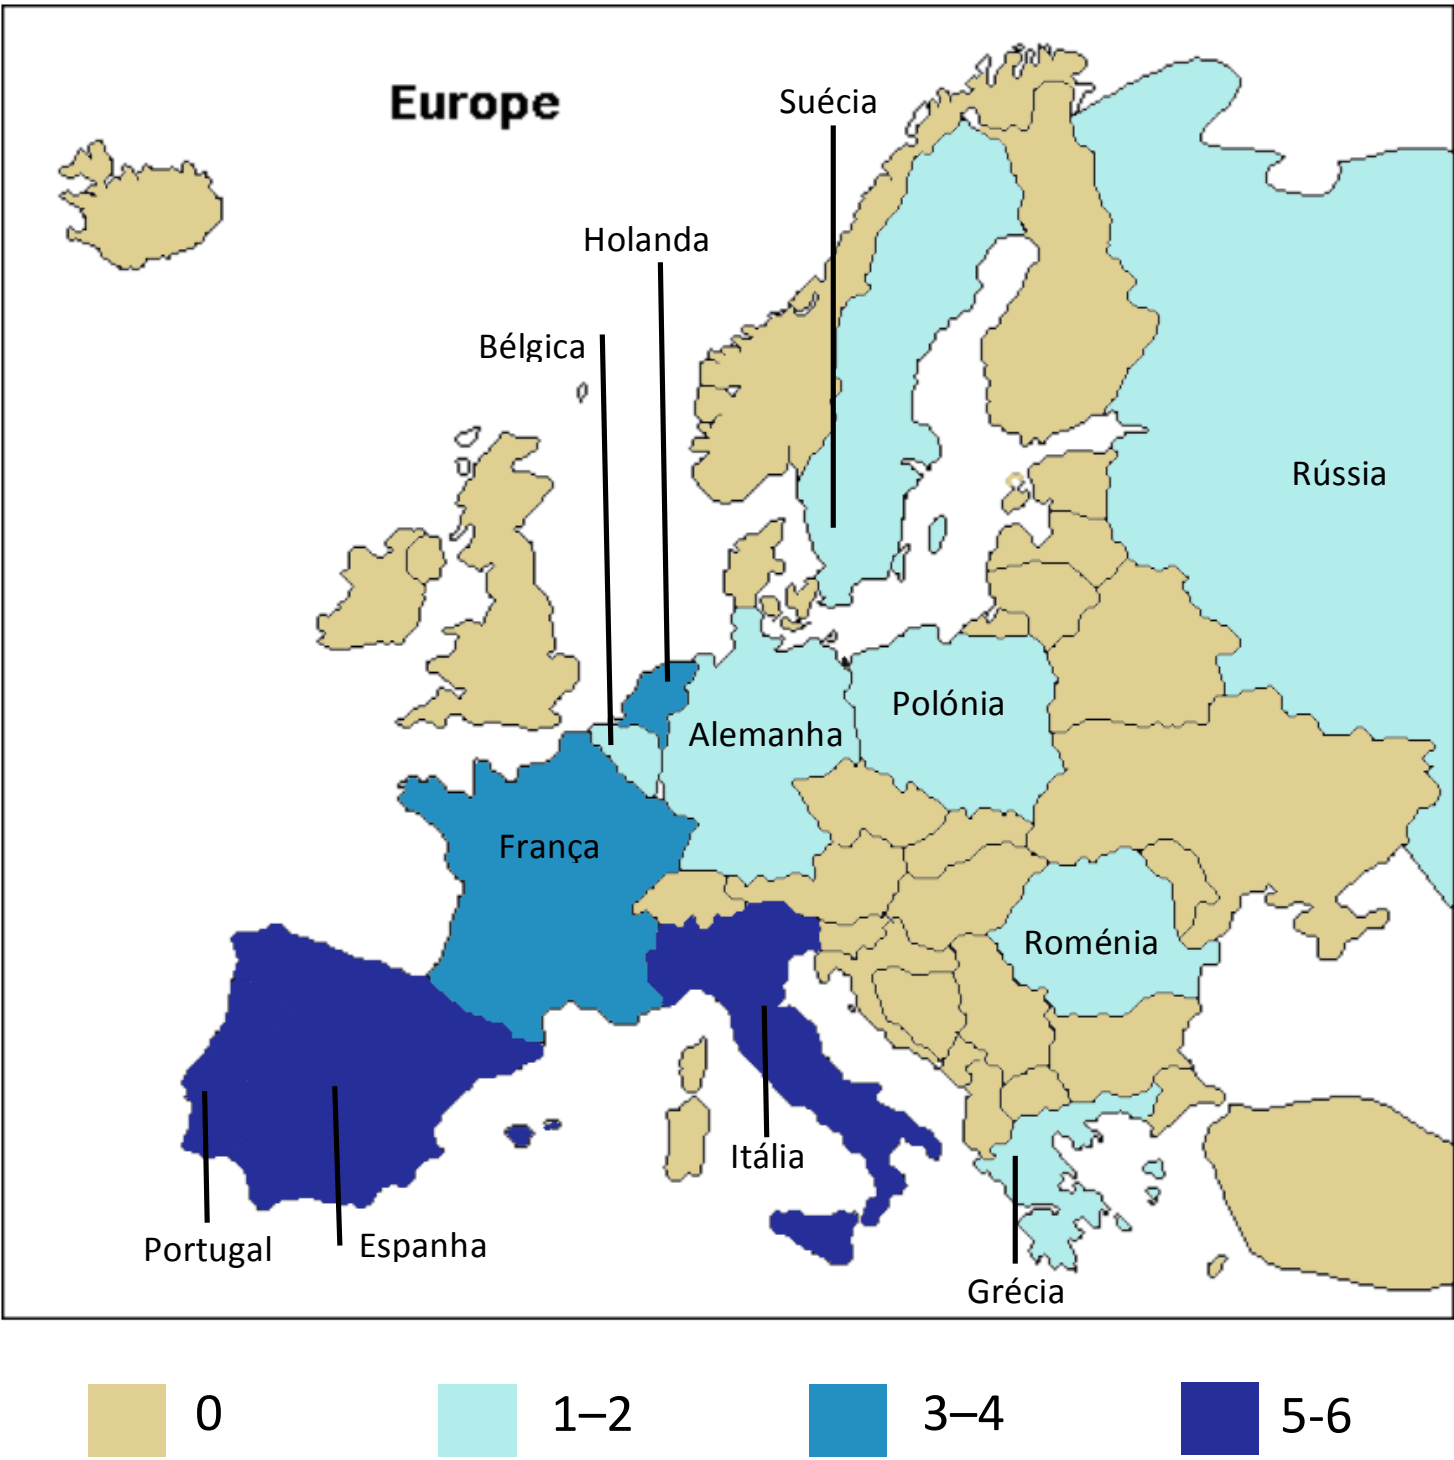 Europe
Suécia
Holanda
Bélgica
Rússia
Polónia
Alemanha
França
Roménia
Itália
Portugal
Espanha
Grécia
0
1–2
3–4
5-6